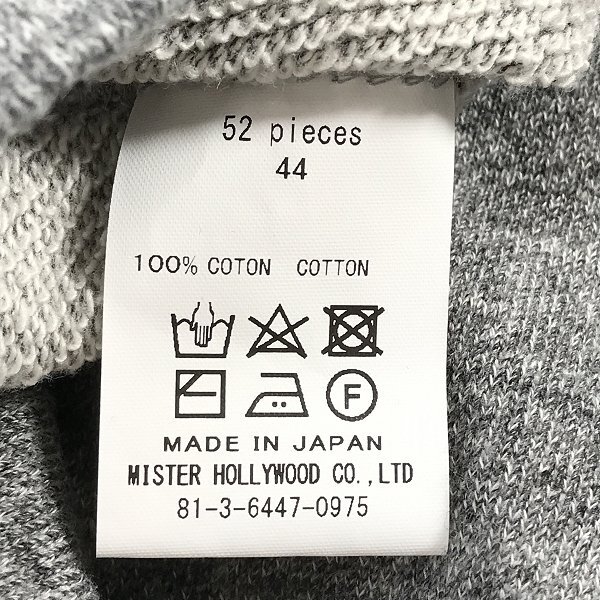 52 pieces
44
100% COTON COTTON
F
MADE IN JAPAN
MISTER HOLLYWOOD CO.,LTD
81-3-6447-0975